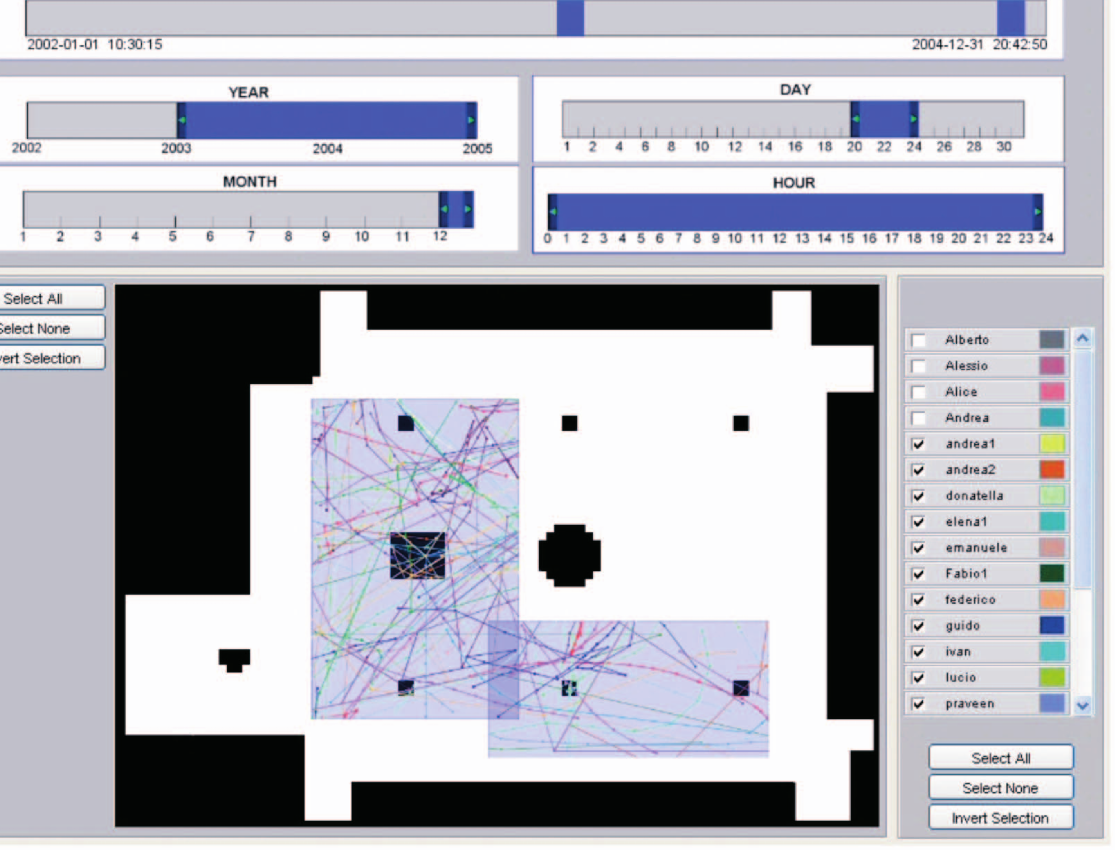 2002-01-01 10:30:15
2004-12-31 20:42:50
YEAR
2002 2003 2004 2005
DAY
1 2 4 6 8 10 12 14 16 18 20 22 24 26 28 30
MONTH
1 2 3 4 5 6 7 8 9 10 11 12
HOUR
0 1 2 3 4 5 6 7 8 9 10 11 12 13 14 15 16 17 18 19 20 21 22 23 24
Select All
Select None
vert Selection
Alberto
Alessio
Alice
Andrea
andrea1
andrea2
donatella
elena1
emanuele
Fabio1
federico
guido
ivan
lucio
praveen
Select All
Select None
Invert Selection